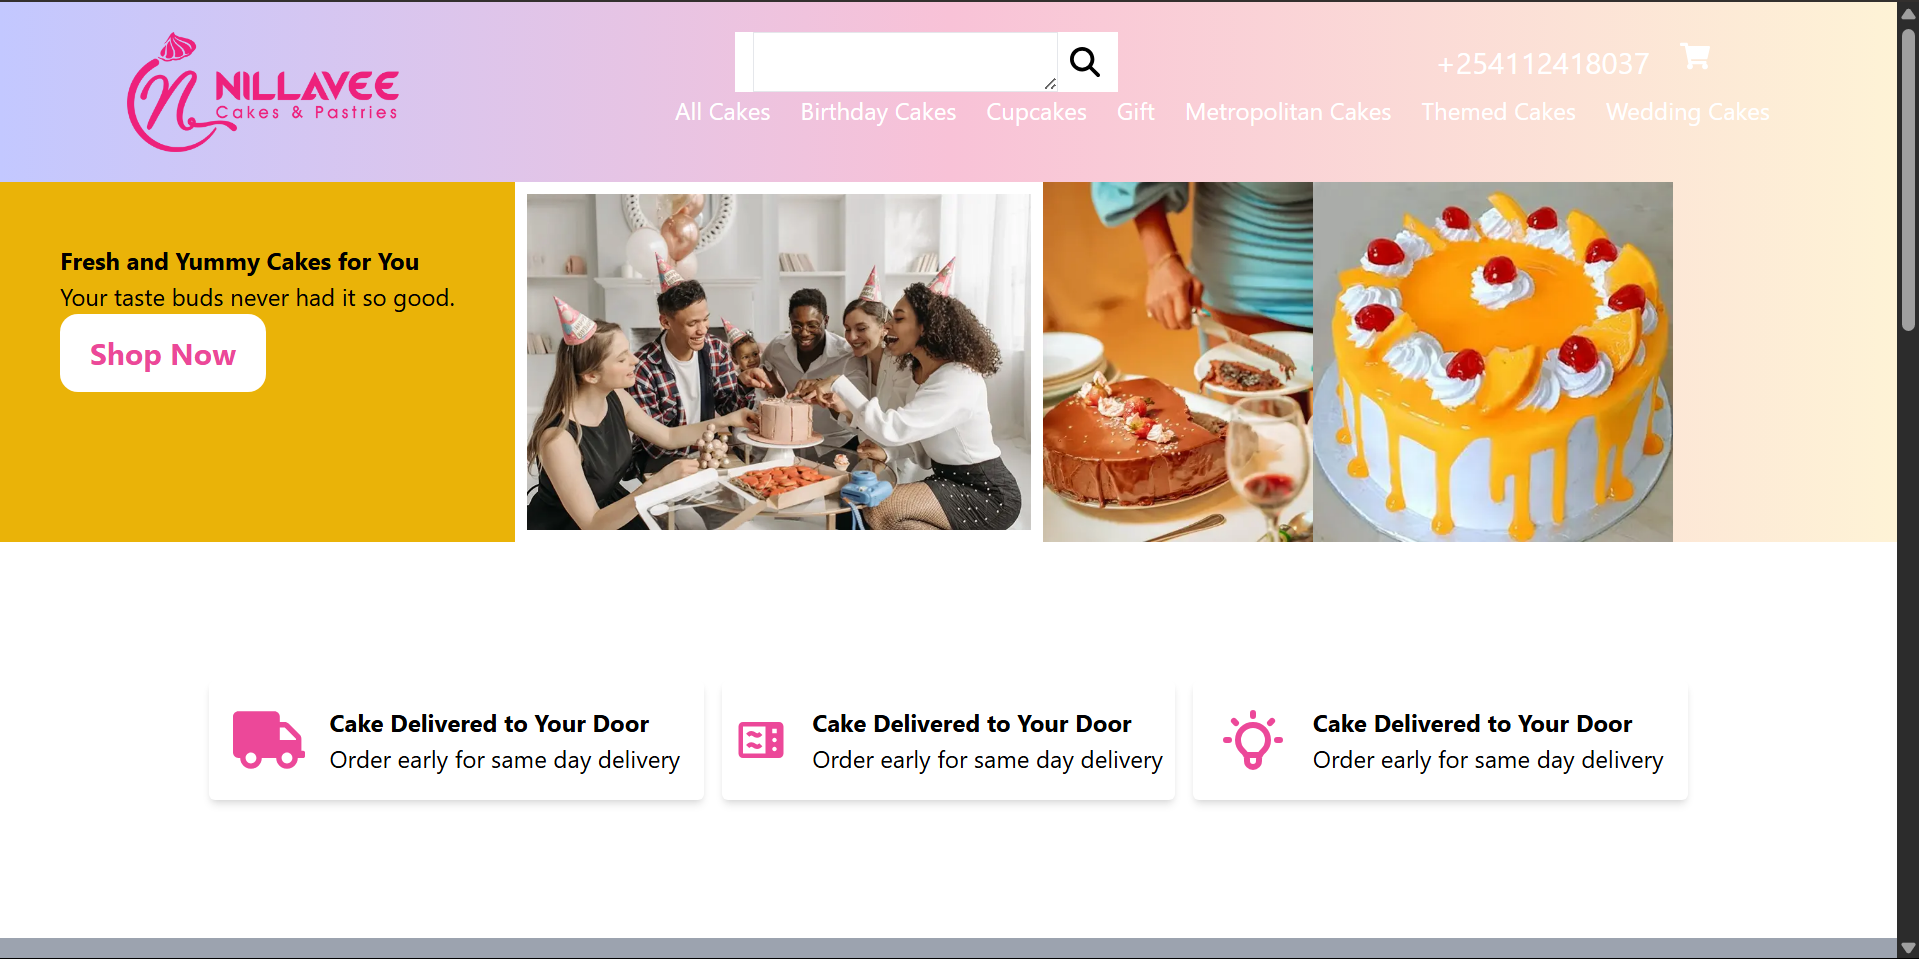 NILLAVEE
Cakes & Pastries
+254112418037
All Cakes Birthday Cakes Cupcakes Gift Metropolitan Cakes Themed Cakes Wedding Cakes
Fresh and Yummy Cakes for You
Your taste buds never had it so good.
Shop Now
Cake Delivered to Your Door
Order early for same day delivery
Cake Delivered to Your Door
Order early for same day delivery
Cake Delivered to Your Door
Order early for same day delivery